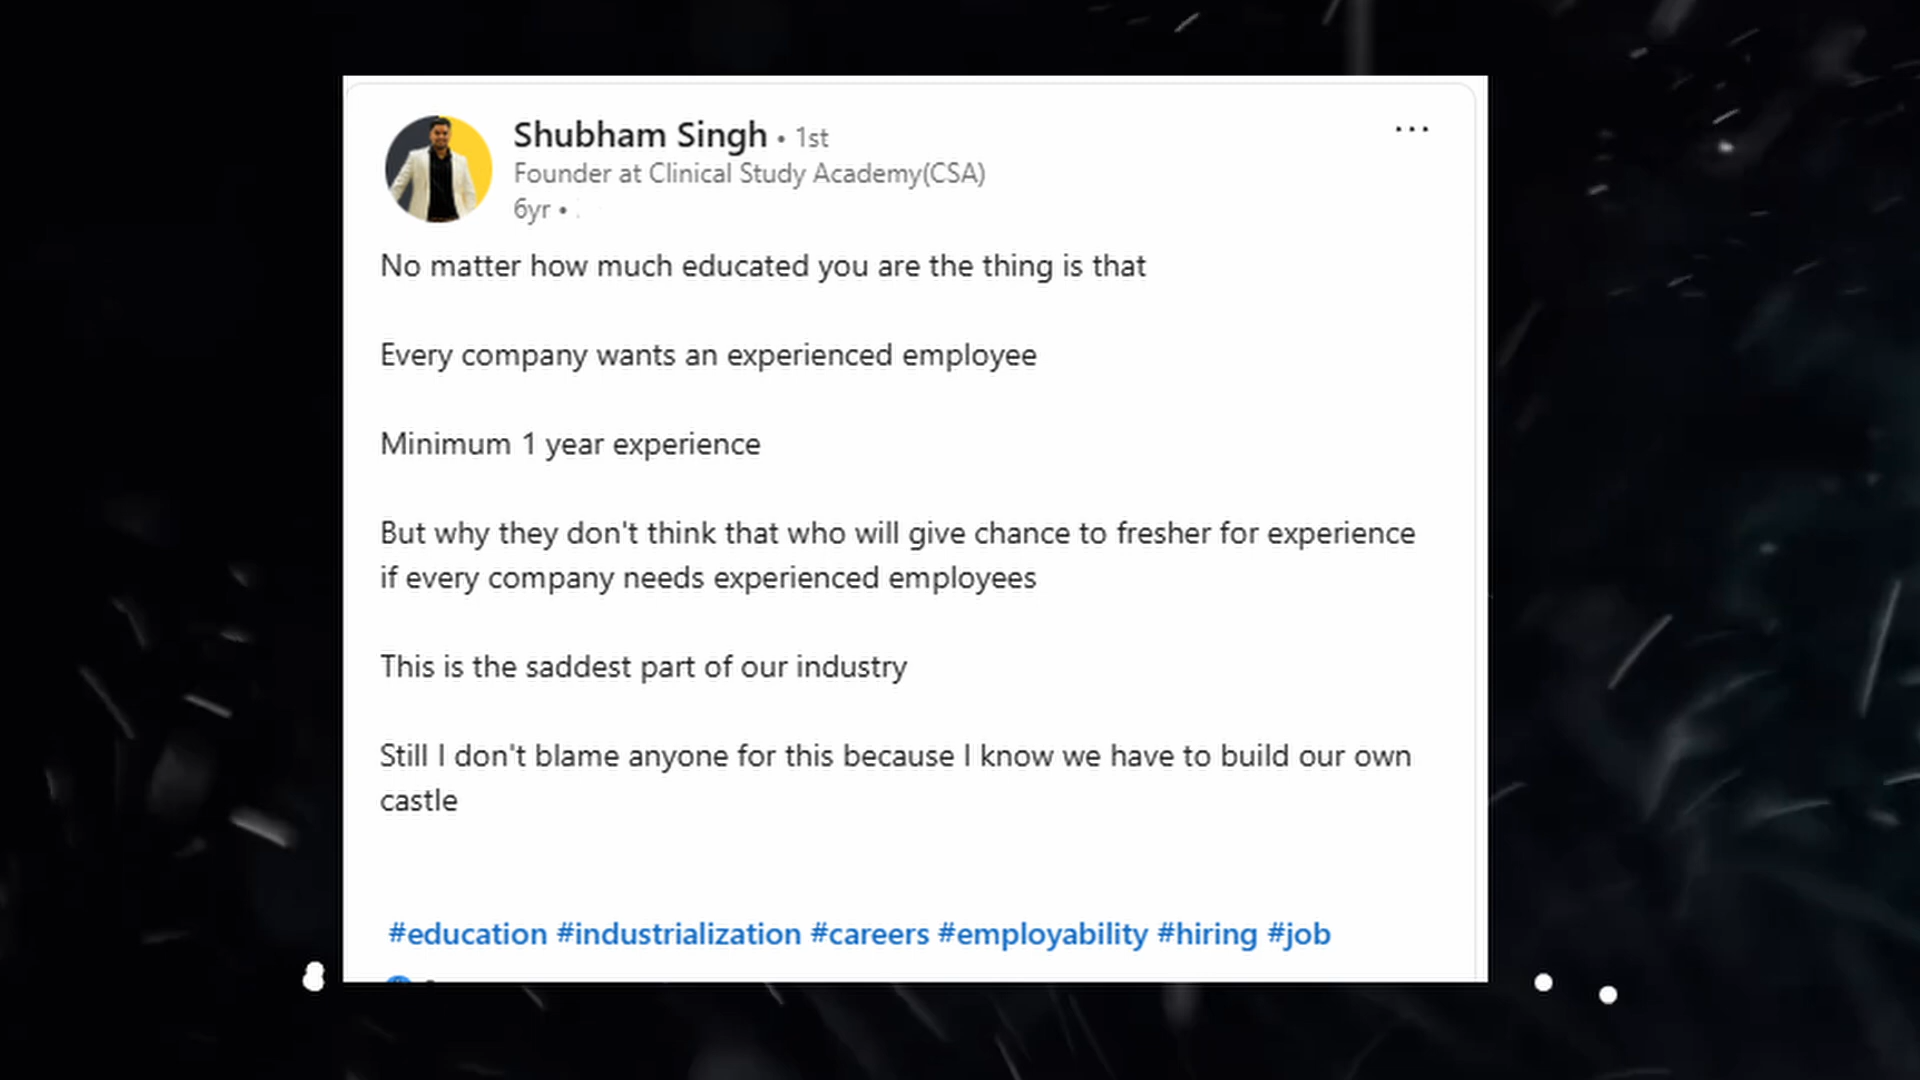 Shubham Singh • 1st
Founder at Clinical Study Academy(CSA)
6yr •
No matter how much educated you are the thing is that
Every company wants an experienced employee
Minimum 1 year experience
But why they don't think that who will give chance to fresher for experience
if every company needs experienced employees
This is the saddest part of our industry
Still I don't blame anyone for this because I know we have to build our own
castle
#education #industrialization #careers #employability #hiring #job